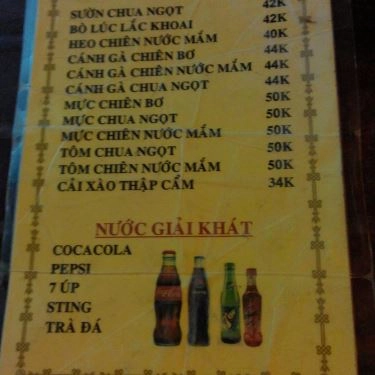 SƯỜN CHUA NGỌT 42K
BÒ LÚC LẮC KHOAI 42K
HEO CHIÊN NƯỚC MẮM 40K
CÁNH GÀ CHIÊN BƠ 44K
CÁNH GÀ CHIÊN NƯỚC MẮM 44K
CÁNH GÀ CHUA NGỌT 44K
MỰC CHIÊN BƠ 50K
MỰC CHUA NGỌT 50K
MỰC CHIÊN NƯỚC MẮM 50K
TÔM CHUA NGỌT 50K
TÔM CHIÊN NƯỚC MẮM 50K
CẢI XÀO THẬP CẨM 34K
NƯỚC GIẢI KHÁT
COCACOLA
PEPSI
7 ÚP
STING
TRÀ ĐÁ